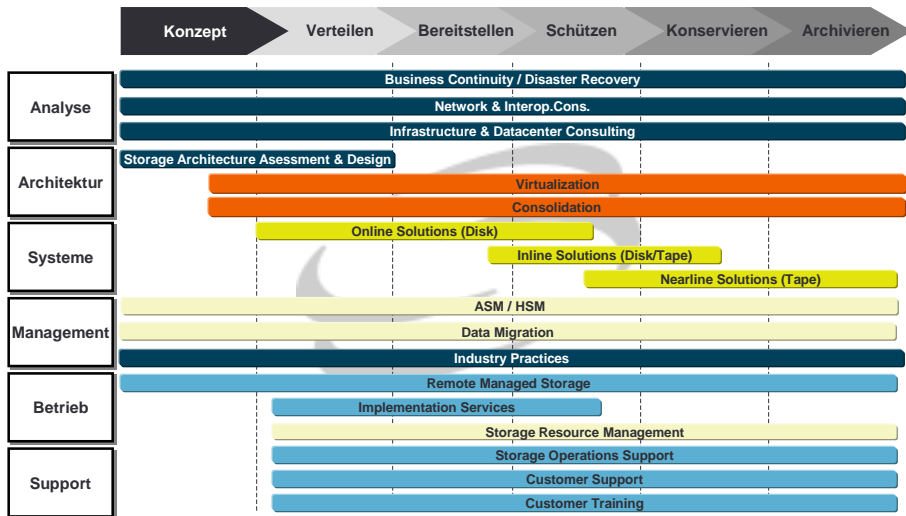 Konzept
Verteilen
Bereitstellen
Schützen
Konservieren
Archivieren
Analyse
Business Continuity / Disaster Recovery
Network & Interop.Cons.
Infrastructure & Datacenter Consulting
Architektur
Storage Architecture Asessment & Design
Virtualization
Consolidation
Systeme
Online Solutions (Disk)
Inline Solutions (Disk/Tape)
Nearline Solutions (Tape)
Management
ASM / HSM
Data Migration
Industry Practices
Betrieb
Remote Managed Storage
Implementation Services
Storage Resource Management
Support
Storage Operations Support
Customer Support
Customer Training